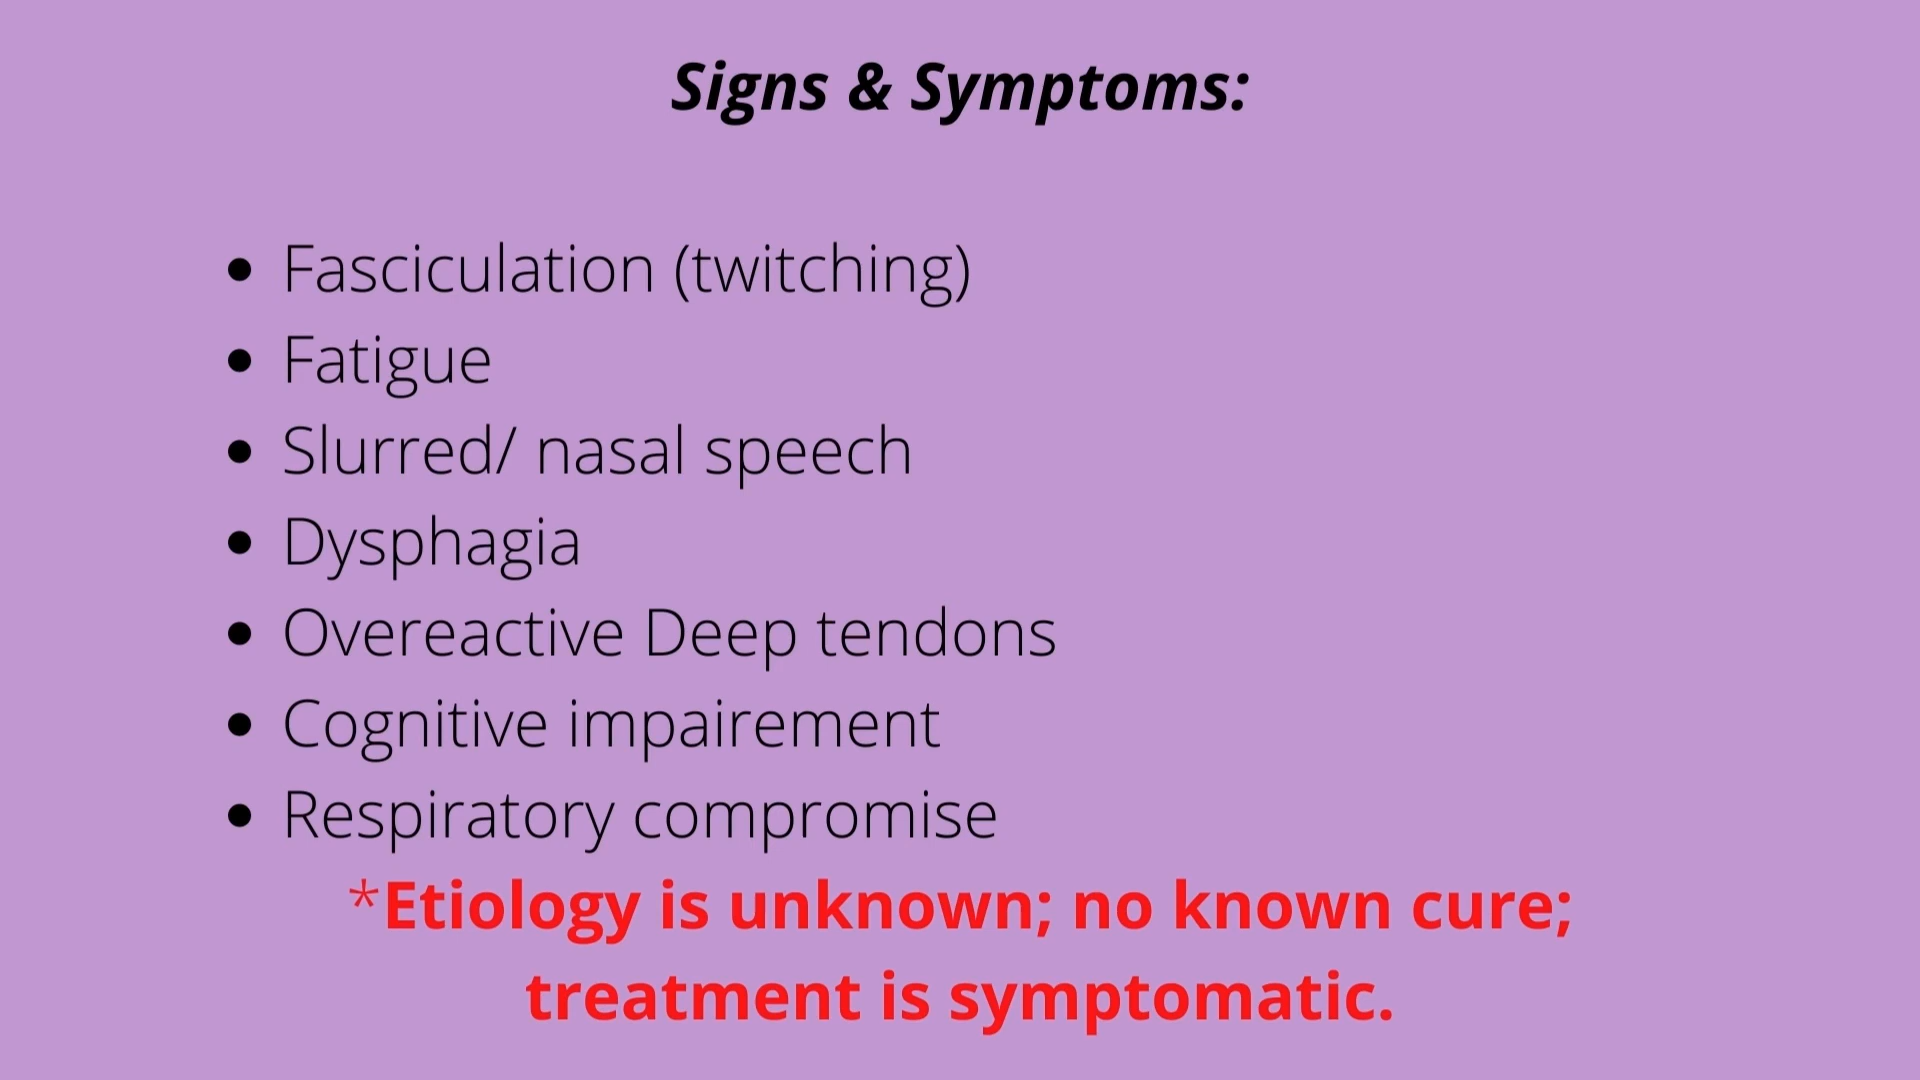 Signs & Symptoms:
• Fasciculation (twitching)
• Fatigue
• Slurred/ nasal speech
• Dysphagia
• Overeactive Deep tendons
• Cognitive impairement
• Respiratory compromise
*Etiology is unknown; no known cure;
treatment is symptomatic.